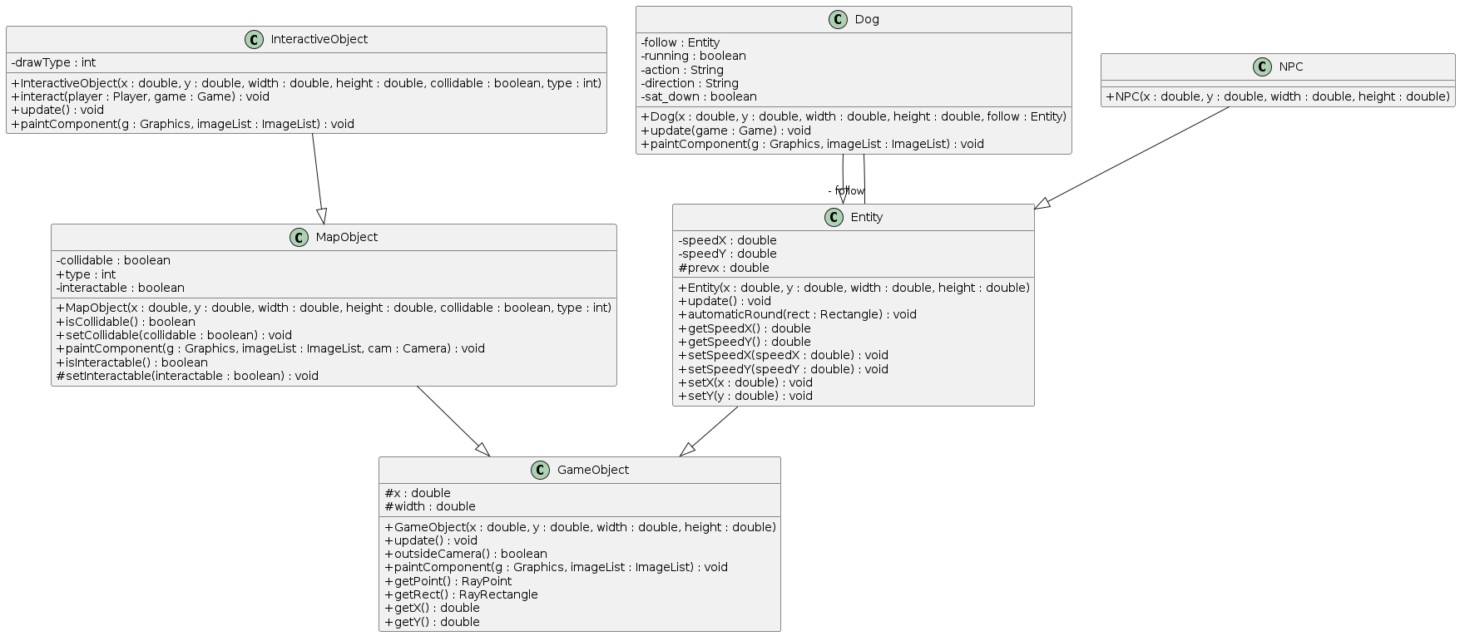 C InteractiveObject
-drawType : int
+InteractiveObject(x : double, y : double, width : double, height : double, collidable : boolean, type : int)
+interact(player : Player, game : Game) : void
+update() : void
+paintComponent(g : Graphics, imageList : ImageList) : void
C Dog
-follow : Entity
-running : boolean
-action : String
-direction : String
-sat_down : boolean
+Dog(x : double, y : double, width : double, height : double, follow : Entity)
+update(game : Game) : void
+paintComponent(g : Graphics, imageList : ImageList) : void
C NPC
+NPC(x : double, y : double, width : double, height : double)
- follow
C MapObject
-collidable : boolean
+type : int
-interactable : boolean
+MapObject(x : double, y : double, width : double, height : double, collidable : boolean, type : int)
+isCollidable() : boolean
+setCollidable(collidable : boolean) : void
+paintComponent(g : Graphics, imageList : ImageList, cam : Camera) : void
+isInteractable() : boolean
#setInteractable(interactable : boolean) : void
C Entity
-speedX : double
-speedY : double
#prevx : double
+Entity(x : double, y : double, width : double, height : double)
+update() : void
+automaticRound(rect : Rectangle) : void
+getSpeedX() : double
+getSpeedY() : double
+setSpeedX(speedX : double) : void
+setSpeedY(speedY : double) : void
+setX(x : double) : void
+setY(y : double) : void
C GameObject
#x : double
#width : double
+GameObject(x : double, y : double, width : double, height : double)
+update() : void
+outsideCamera() : boolean
+paintComponent(g : Graphics, imageList : ImageList) : void
+getPoint() : RayPoint
+getRect() : RayRectangle
+getX() : double
+getY() : double